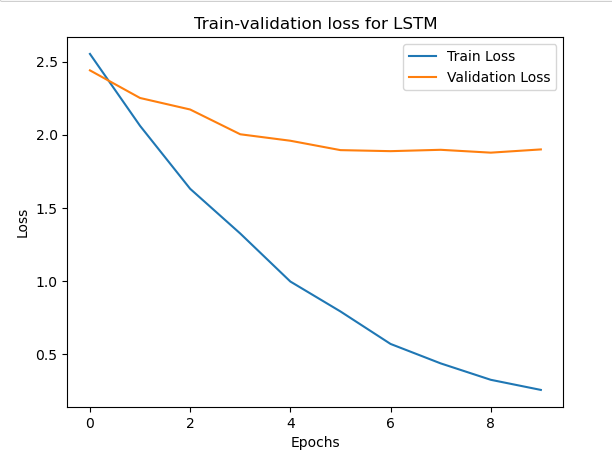 Train-validation loss for LSTM
Train Loss
Validation Loss
2.5
2.0
1.5
1.0
0.5
Loss
0 2 4 6 8
Epochs